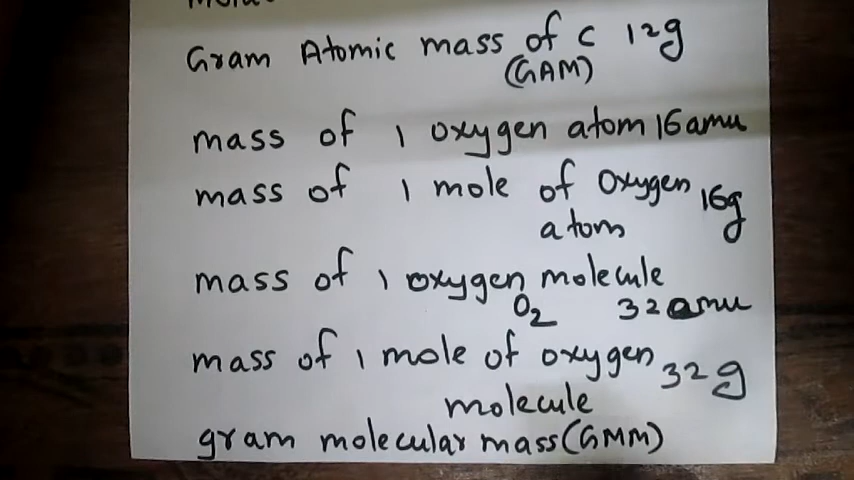 Gram Atomic mass of C 12g
(GAM)
mass of 1 oxygen atom 16amu
mass of 1 mole of oxygen 16g
atom
mass of 1 oxygen molecule
O2 32amu
mass of 1 mole of oxygen 32g
molecule
gram molecular mass(GMM)